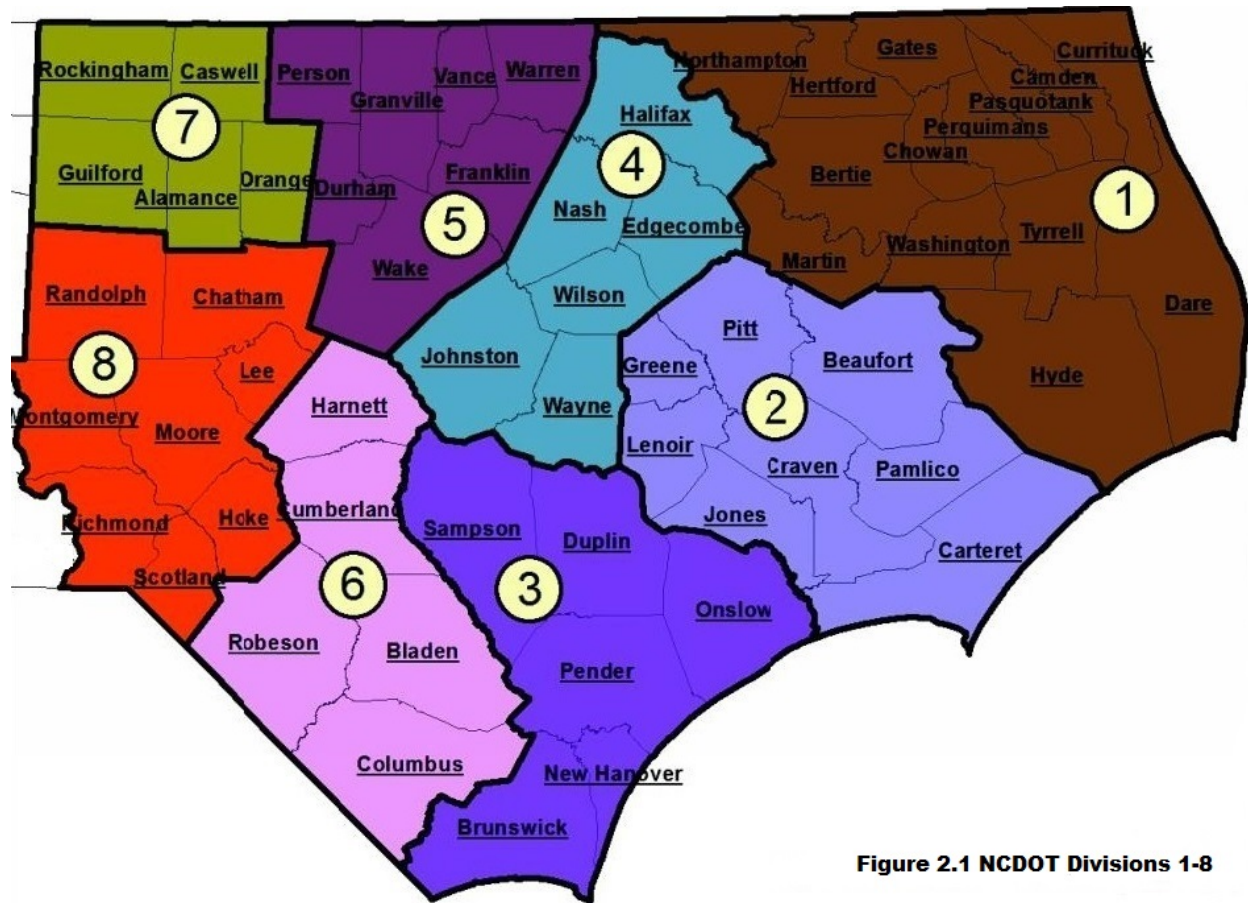 Rockingham
Caswell
7
Guilford
Alamance
Orange
Person
Granville
Vance
Warren
Durham
Franklin
5
Wake
Halifax
4
Nash
Edgecombe
Wilson
Johnston
Wayne
Northampton
Gates
Currituck
Hertford
Camden
Pasquotank
Perquimans
Chowan
Bertie
1
Martin
Washington
Tyrrell
Dare
Hyde
Randolph
Chatham
8
Lee
Montgomery
Moore
Richmond
Hoke
Scotland
Harnett
Cumberland
6
Robeson
Bladen
Columbus
Sampson
Duplin
3
Onslow
Pender
New Hanover
Brunswick
Pitt
Greene
Beaufort
2
Lenoir
Craven
Pamlico
Jones
Carteret
Figure 2.1 NCDOT Divisions 1-8